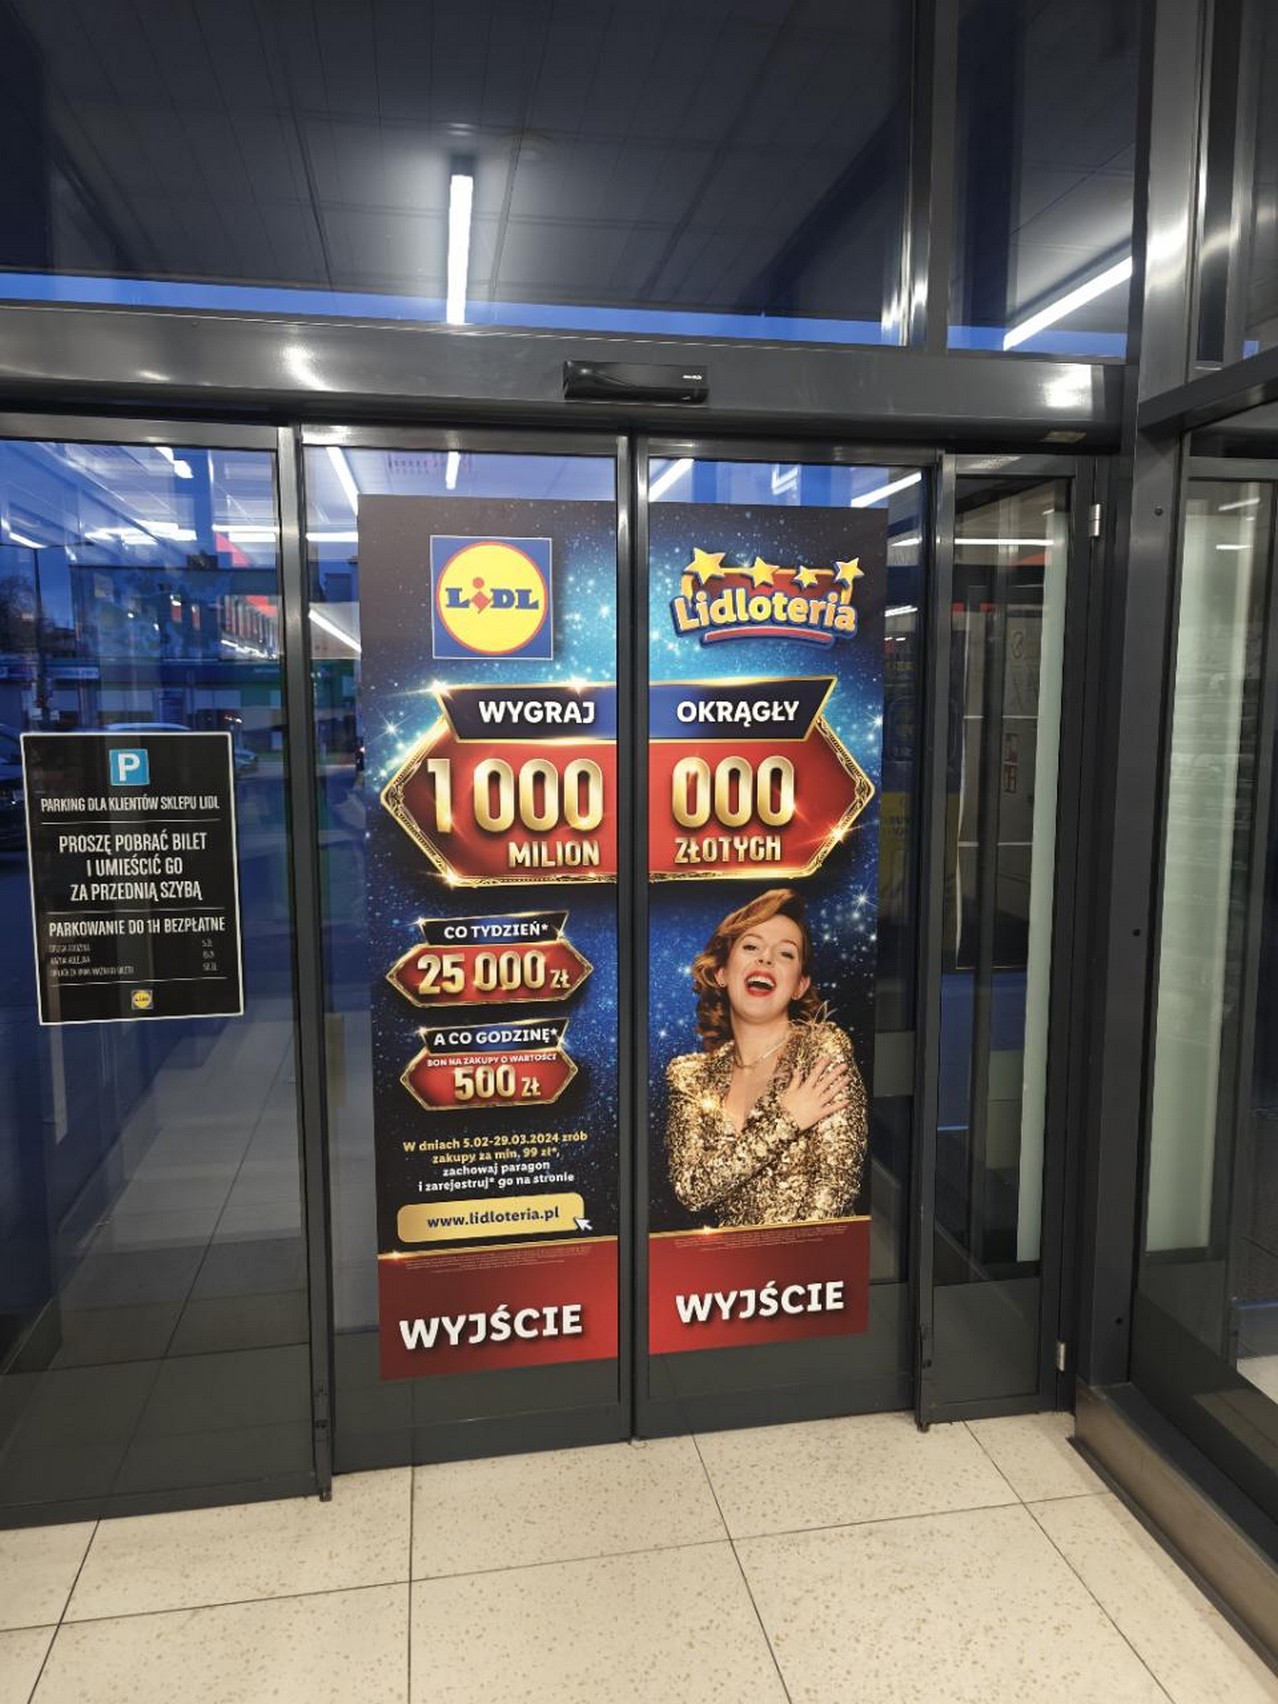 P
PARKING DLA KLIENTÓW SKLEPU LIDL
PROSZĘ POBRAĆ BILET
I UMIEŚCIĆ GO
ZA PRZEDNIĄ SZYBĄ
PARKOWANIE DO 1H BEZPŁATNE
LIDL
LIDL
Lidloteria
WYGRAJ OKRĄGŁY
1 000 000
MILION ZŁOTYCH
CO TYDZIEŃ*
25 000 ZŁ
A CO GODZINĘ*
BON NA ZAKUPY O WARTOŚCI
500 ZŁ
W dniach 5.02-29.03.2024 zrób
zakupy za min. 99 zł*,
zachowaj paragon
i zarejestruj* go na stronie
www.lidloteria.pl
WYJŚCIE WYJŚCIE